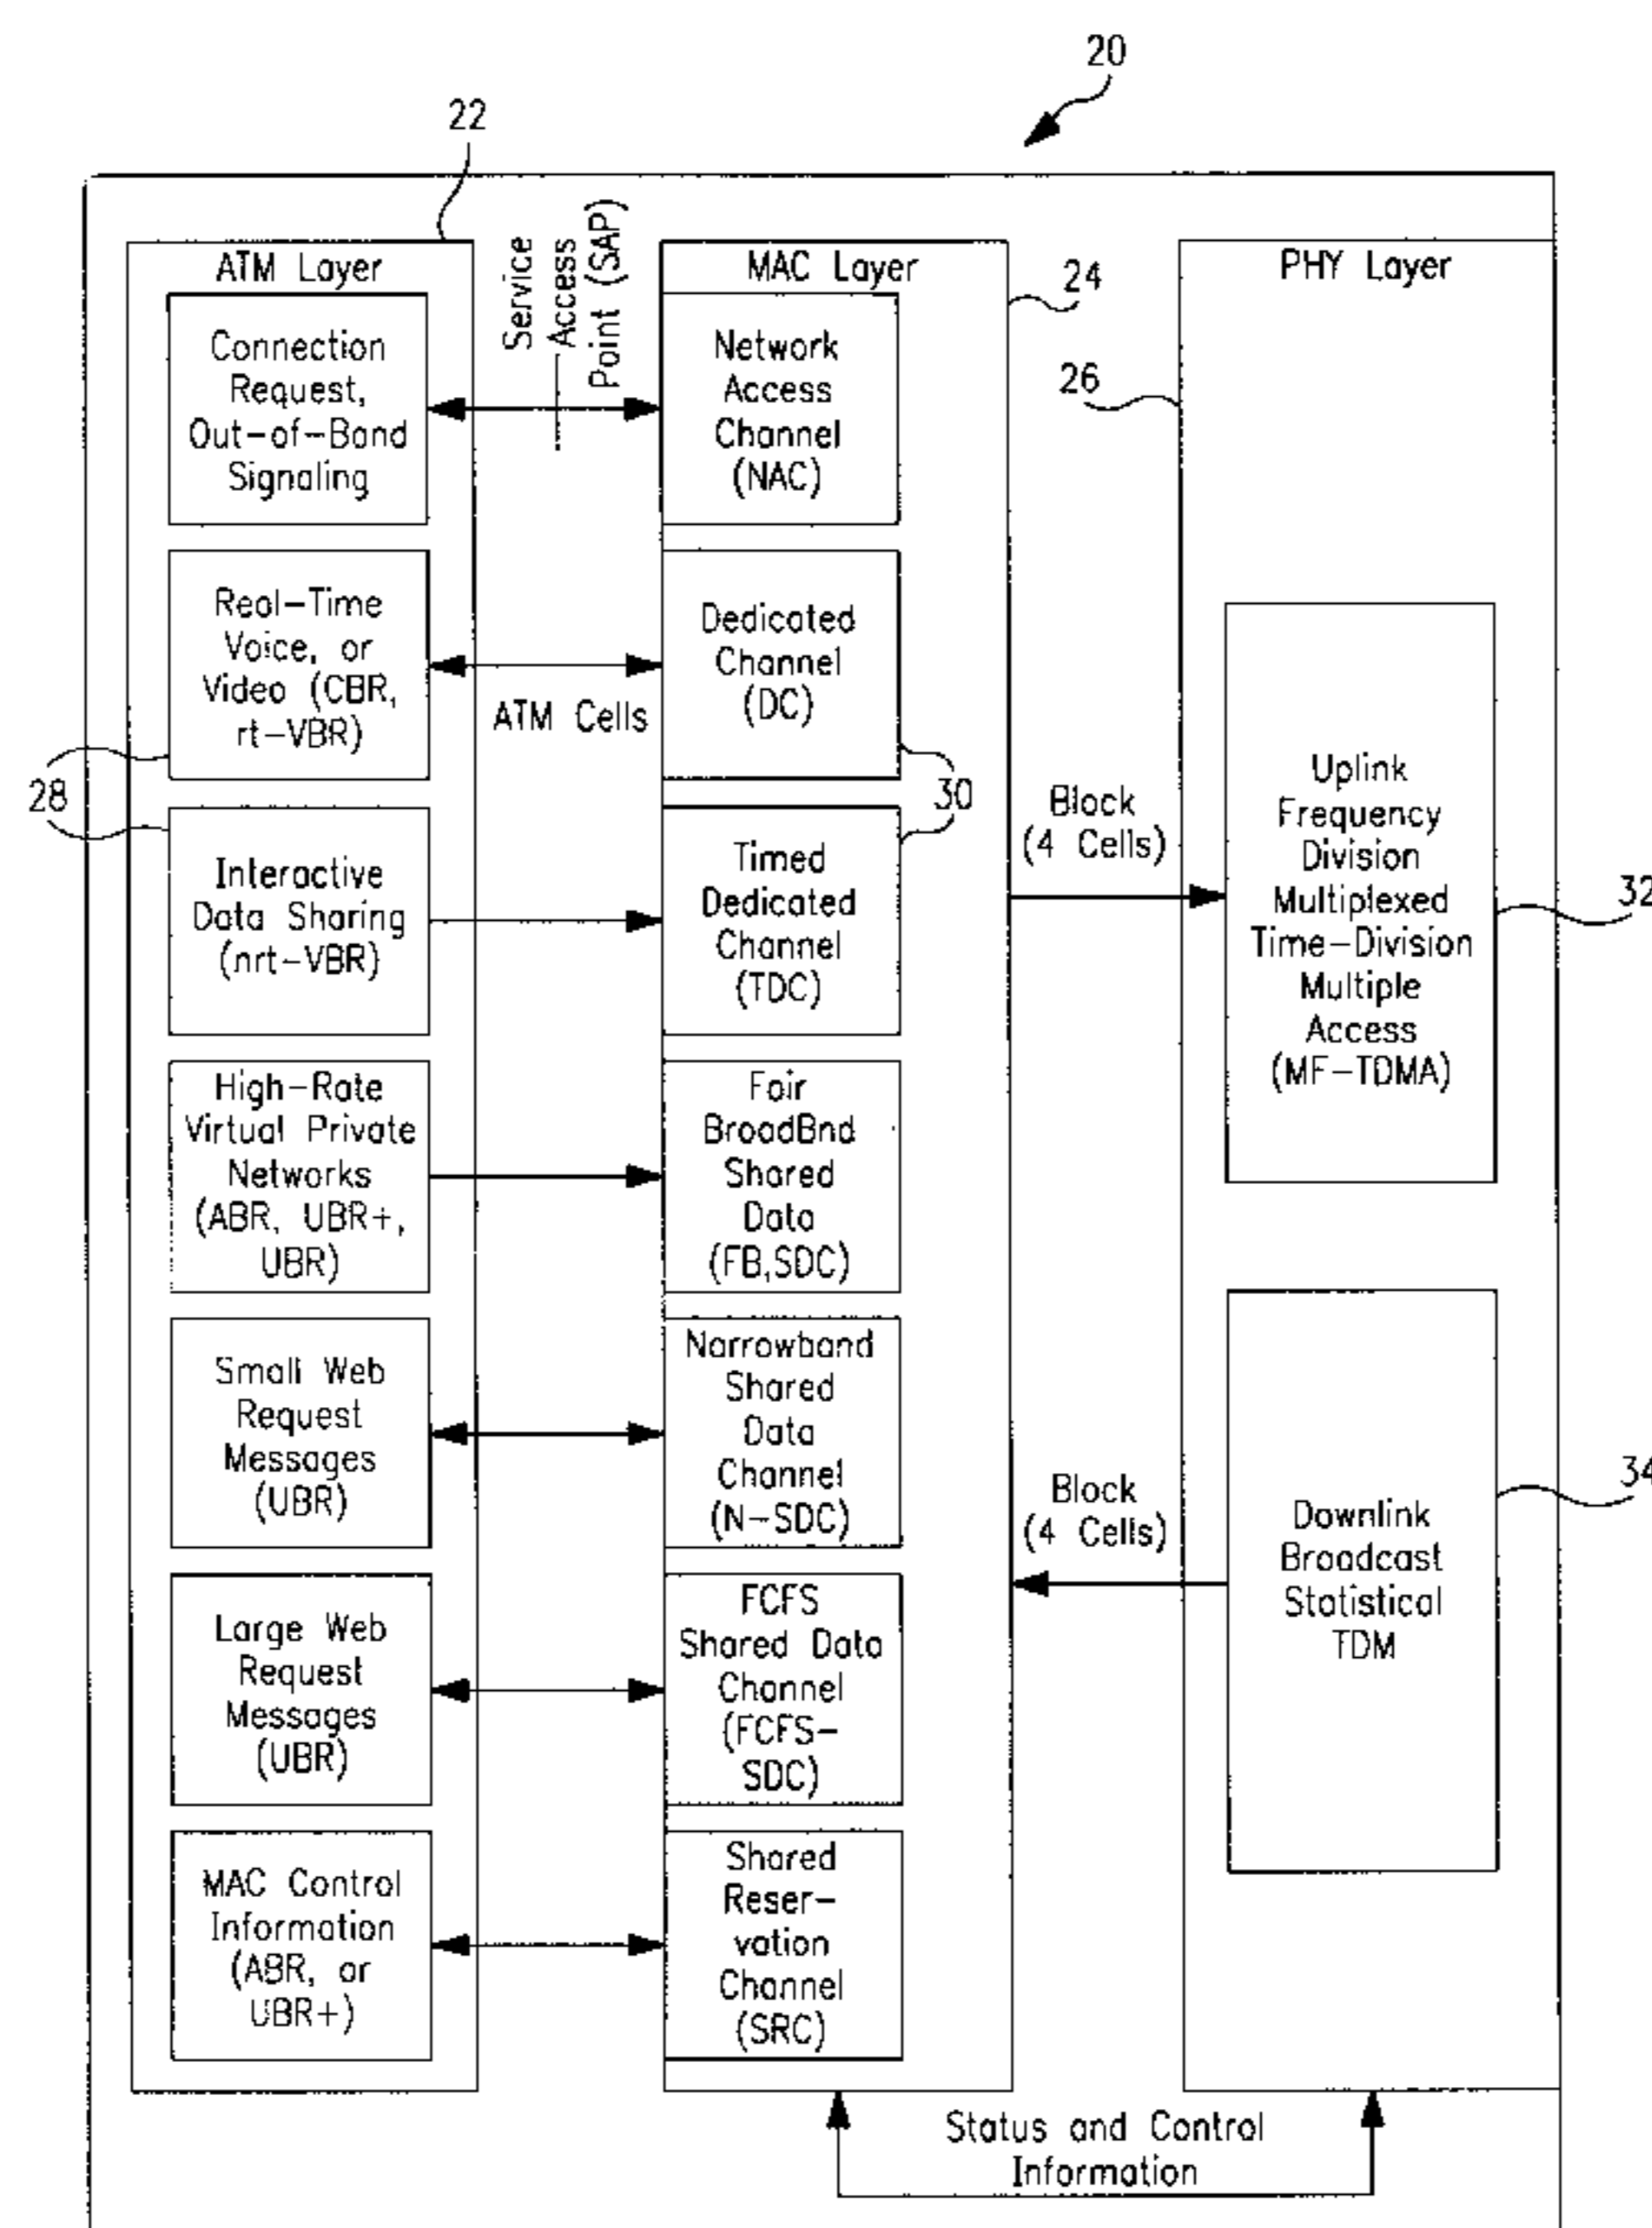 20
22
ATM Layer
Service
Access
Point (SAP)
MAC Layer
24
PHY Layer
26
Connection
Request,
Out-of-Band
Signaling
Network
Access
Channel
(NAC)
Real-Time
Voice, or
Video (CBR,
rt-VBR)
ATM Cells
Dedicated
Channel
(DC)
28
30
Interactive
Data Sharing
(nrt-VBR)
Timed
Dedicated
Channel
(TDC)
Block
(4 Cells)
Uplink
Frequency
Division
Multiplexed
Time-Division
Multiple
Access
(MF-TDMA)
32
High-Rate
Virtual Private
Networks
(ABR, UBR+,
UBR)
Fair
BroadBnd
Shared
Data
(FB,SDC)
Small Web
Request
Messages
(UBR)
Narrowband
Shared
Data
Channel
(N-SDC)
Block
(4 Cells)
Downlink
Broadcast
Statistical
TDM
34
Large Web
Request
Messages
(UBR)
FCFS
Shared Data
Channel
(FCFS-
SDC)
MAC Control
Information
(ABR, or
UBR+)
Shared
Reser-
vation
Channel
(SRC)
Status and Control
Information